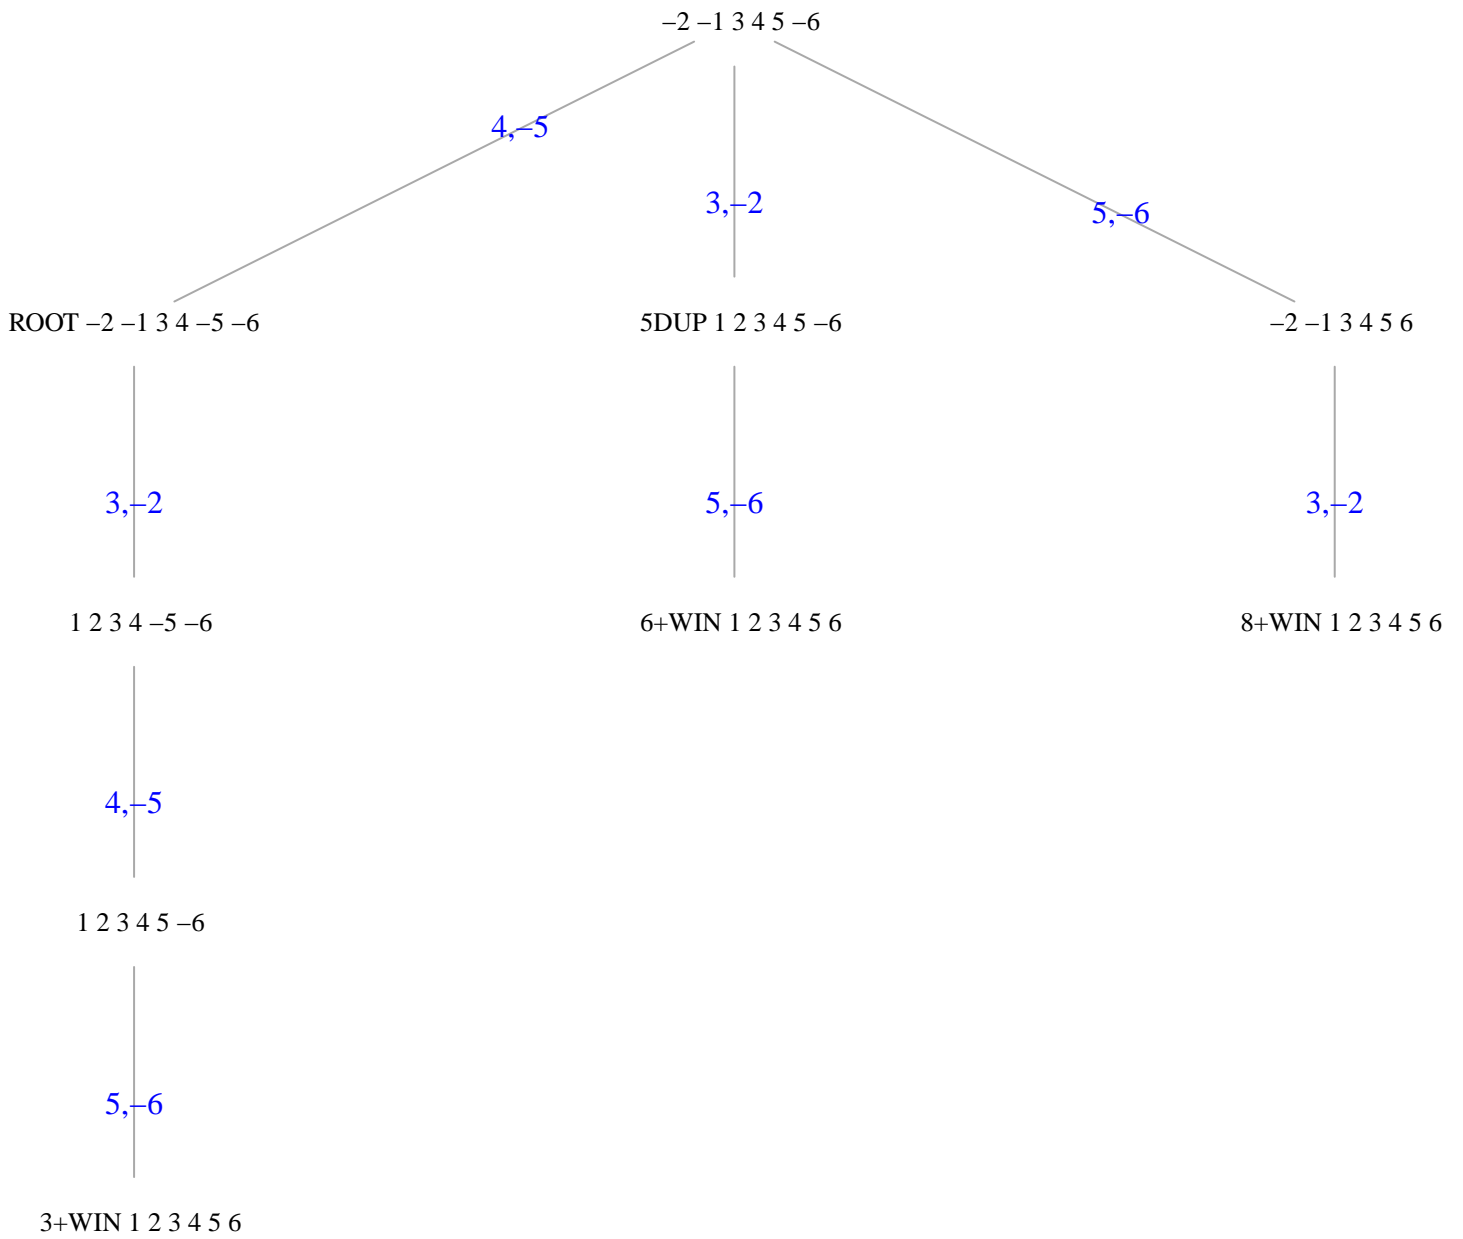 –2 –1 3 4 5 –6
4,–5
3,–2
5,–6
ROOT –2 –1 3 4 –5 –6
5DUP 1 2 3 4 5 –6
–2 –1 3 4 5 6
3,–2
5,–6
3,–2
1 2 3 4 –5 –6
6+WIN 1 2 3 4 5 6
8+WIN 1 2 3 4 5 6
4,–5
1 2 3 4 5 –6
5,–6
3+WIN 1 2 3 4 5 6